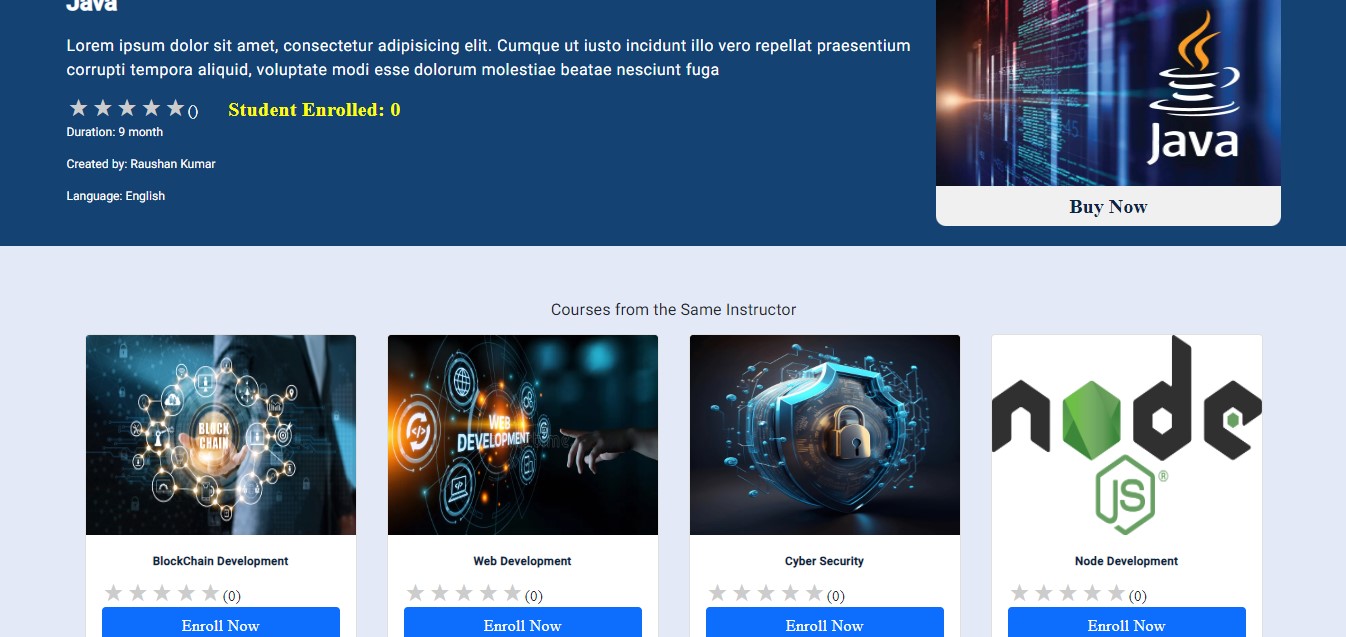 Java
Lorem ipsum dolor sit amet, consectetur adipisicing elit. Cumque ut iusto incidunt illo vero repellat praesentium
corrupti tempora aliquid, voluptate modi esse dolorum molestiae beatae nesciunt fuga
() Student Enrolled: 0
Duration: 9 month
Created by: Raushan Kumar
Language: English
Java
Buy Now
Courses from the Same Instructor
BLOCK
CHAIN
WEB
DEVELOPMENT
</>
node
JS
®
BlockChain Development
Web Development
Cyber Security
Node Development
(0)
(0)
(0)
(0)
Enroll Now
Enroll Now
Enroll Now
Enroll Now